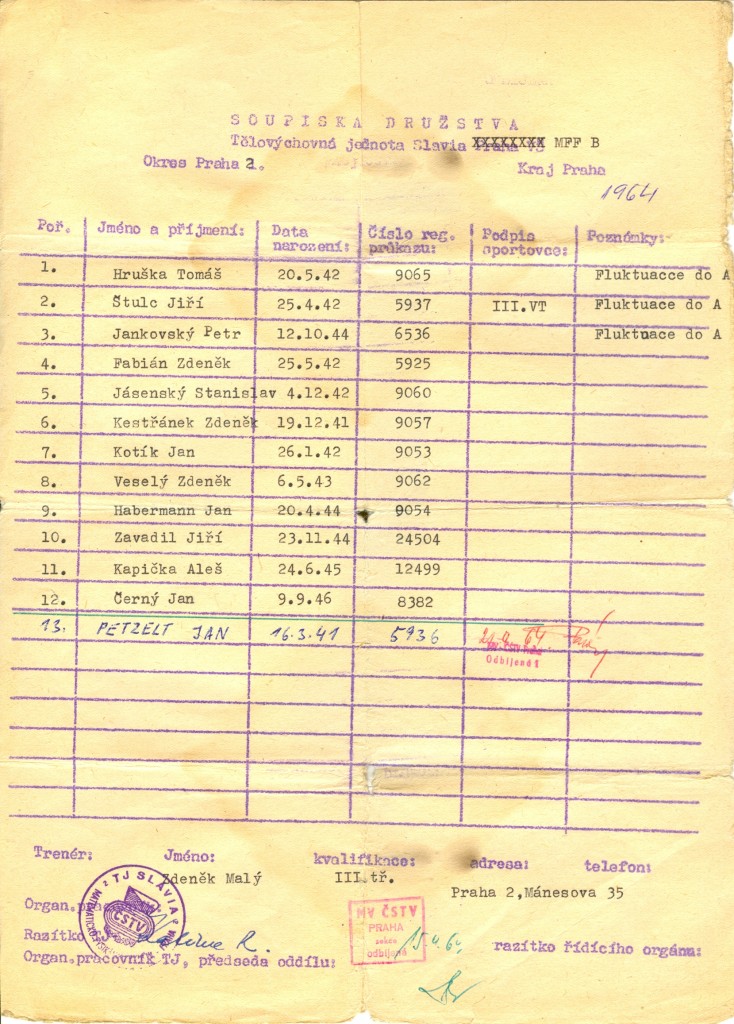 SOUPISKA DRUŽSTVA
Tělovýchovná jednota Slavia XXXXXXXX MFF B
Okres Praha 2.
Kraj Praha
1964
Poř. Jméno a příjmení: Data narození: Číslo reg. průkazu: Podpis sportovce: Poznámky:
1. Hruška Tomáš 20.5.42 9065 Fluktuacce do A
2. Štulc Jiří 25.4.42 5937 III.VT Fluktuace do A
3. Jankovský Petr 12.10.44 6536 Fluktuace do A
4. Fabián Zdeněk 25.5.42 5925
5. Jásenský Stanislav 4.12.42 9060
6. Kestřánek Zdeněk 19.12.41 9057
7. Kotík Jan 26.1.42 9053
8. Veselý Zdeněk 6.5.43 9062
9. Habermann Jan 20.4.44 9054
10. Zavadil Jiří 23.11.44 24504
11. Kapička Aleš 24.6.45 12499
12. Černý Jan 9.9.46 8382
13. PETZELT JAN 16.3.41 5936
Odbíjená
Trenér: Jméno: kvalifikace: adresa: telefon:
Zdeněk Malý III tř. Praha 2,Mánesova 35
TJ SLAVIA
ČSTV
Organ.
MV ČSTV
PRAHA
sekce
odbíjené
15.4.64
Razítko R. razítko řídícího orgánu:
Organ.pracovník TJ, předseda oddílu: